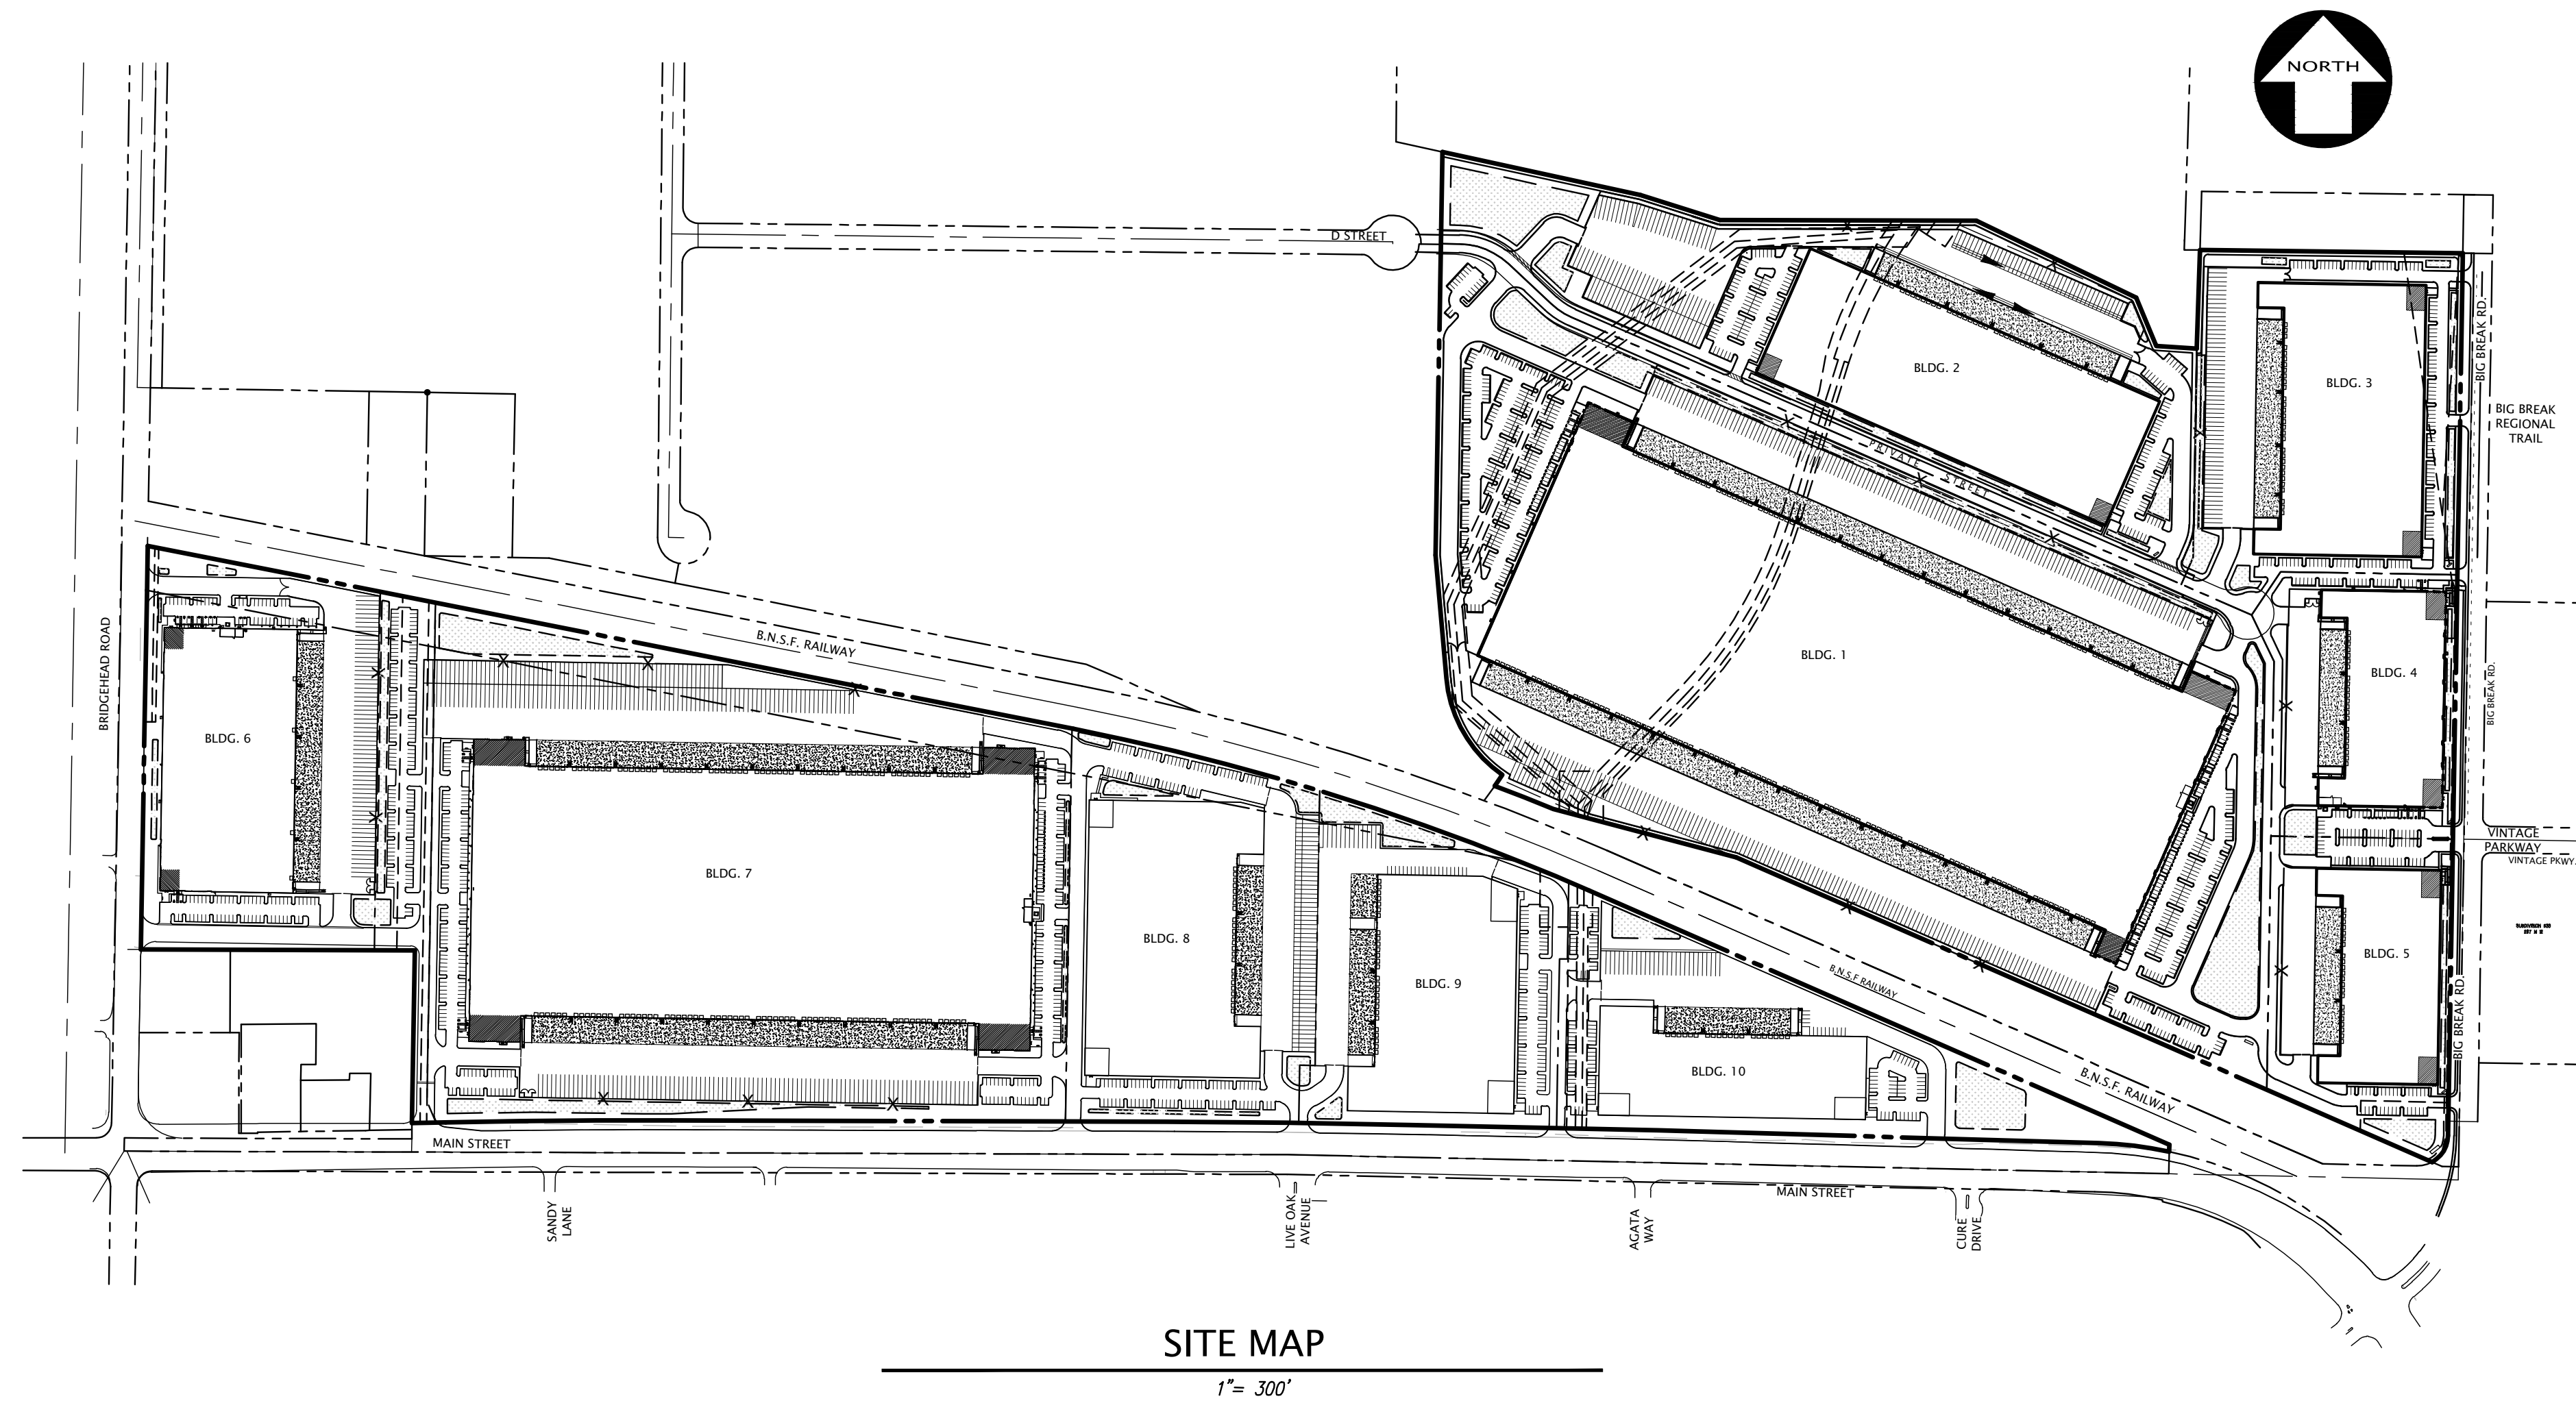 NORTH
D STREET
BIG BREAK RD.
BLDG. 2
BLDG. 3
BIG BREAK
REGIONAL
TRAIL
PRIVATE STREET
BRIDGEHEAD ROAD
B.N.S.F. RAILWAY
BLDG. 1
BLDG. 4
BIG BREAK RD.
BLDG. 6
VINTAGE
PARKWAY
VINTAGE PKWY.
BLDG. 7
BLDG. 8
BLDG. 5
BLDG. 9
B.N.S.F RAILWAY
BIG BREAK RD.
BLDG. 10
B.N.S.F. RAILWAY
MAIN STREET
MAIN STREET
SANDY
LANE
LIVE OAK
AVENUE
AGATA
WAY
CURE
DRIVE
SITE MAP
1"= 300'